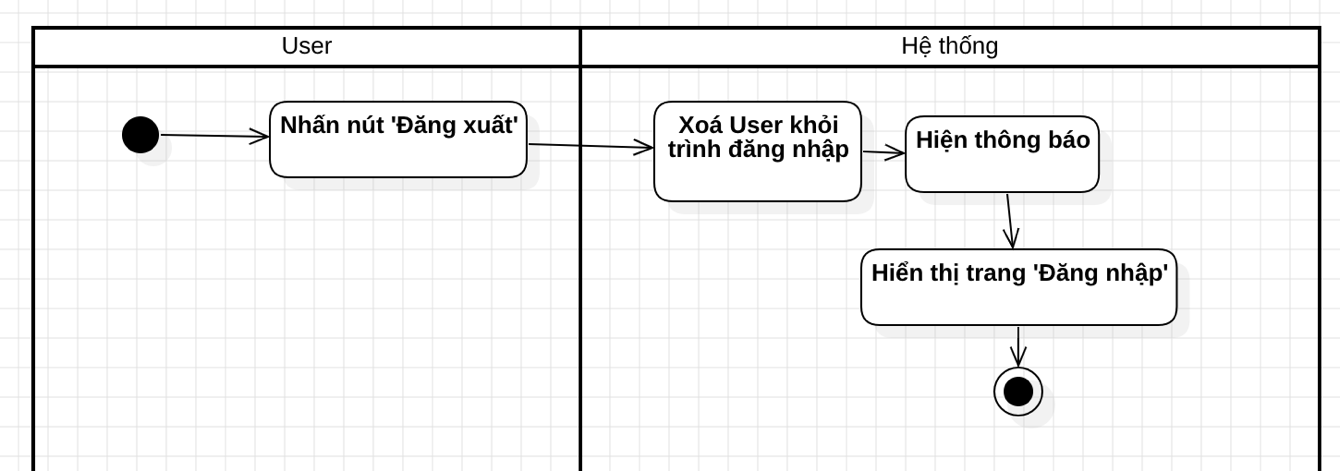 User
Hệ thống
Nhấn nút 'Đăng xuất'
Xoá User khỏi
trình đăng nhập
Hiện thông báo
Hiển thị trang 'Đăng nhập'